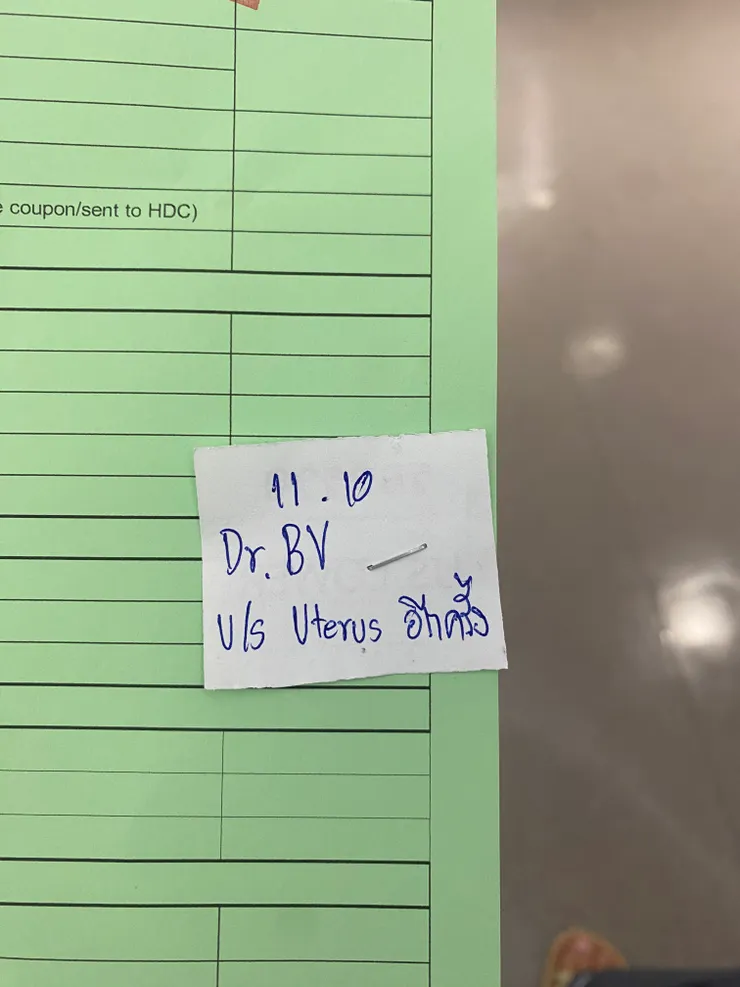 e coupon/sent to HDC)
11.10
Dr. BV
U/s Uterus อีกครั้ง